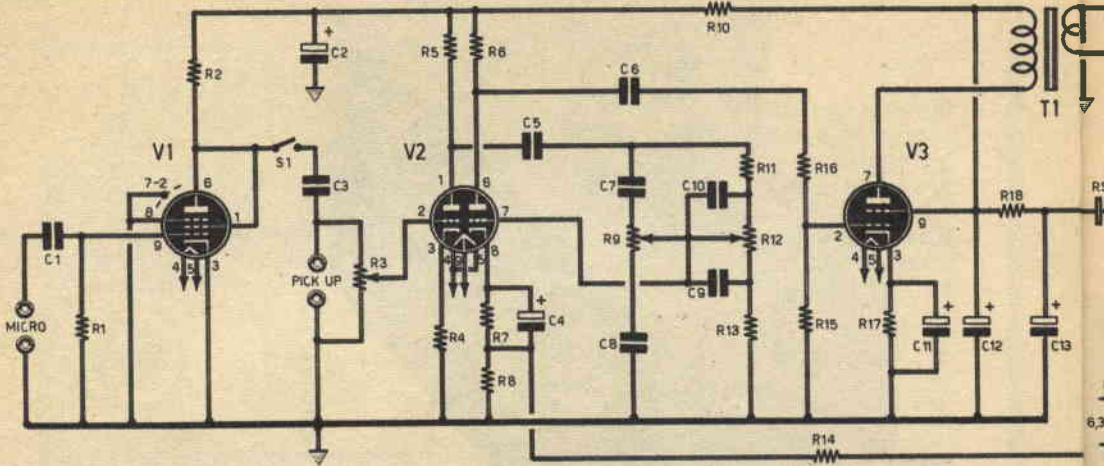 R10
T1
R2
+
C2
R5
R6
C6
V1
S1
C5
V2
V3
7-2
6
8
1
9
C3
1
6
C7
C10
R11
R16
7
C1
4
5
3
2
7
R9
R12
2
9
R18
3
4
9
5
8
4
5
3
MICRO
R1
PICK UP
R3
C9
R4
R7
+
C4
C8
R13
R15
R17
+
C11
+
C12
+
C13
R8
6,3
R14